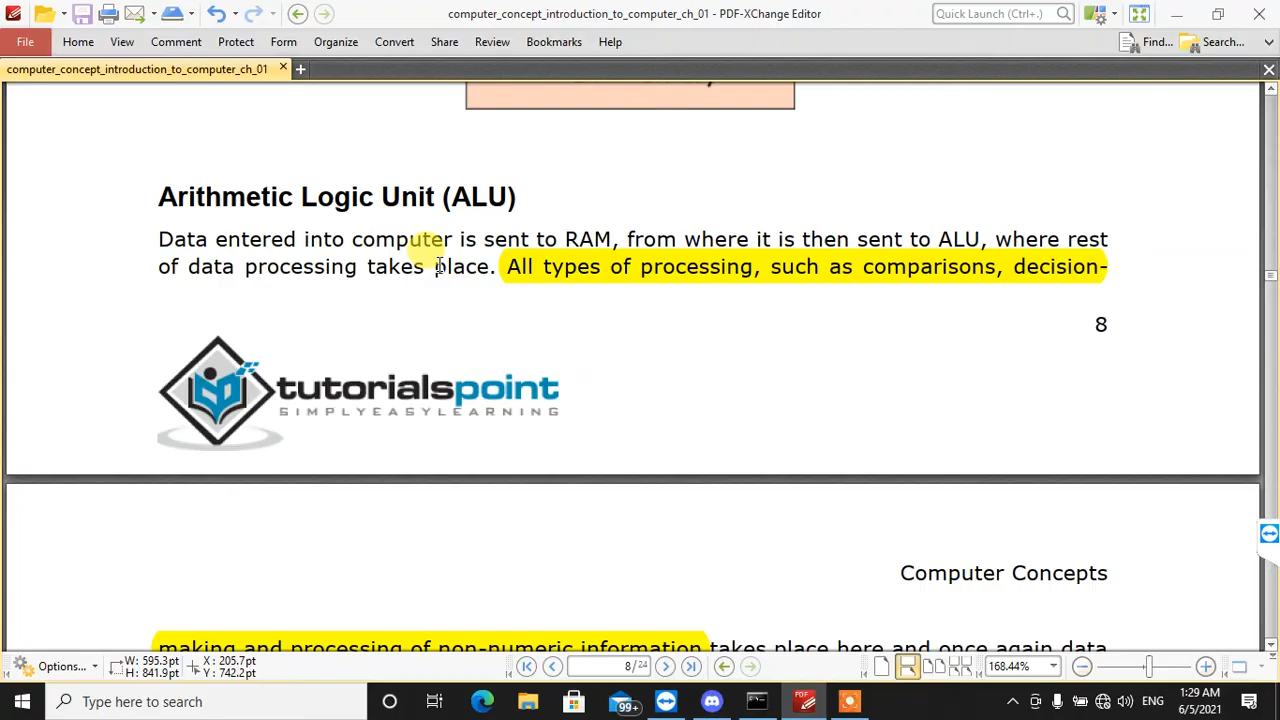 computer_concept_introduction_to_computer_ch_01 - PDF-XChange Editor
Quick Launch (Ctrl+.)
File Home View Comment Protect Form Organize Convert Share Review Bookmarks Help
Find... Search...
computer_concept_introduction_to_computer_ch_01
Arithmetic Logic Unit (ALU)
Data entered into computer is sent to RAM, from where it is then sent to ALU, where rest
of data processing takes place. All types of processing, such as comparisons, decision-
8
tutorialspoint
SIMPLYEASYLEARNING
Computer Concepts
making and processing of non-numeric information takes place here and once again data
Options... W: 595.3pt X: 205.7pt
H: 841.9pt Y: 742.2pt
8 / 24
168.44%
Type here to search
99+
PDF
ENG
1:29 AM
6/5/2021